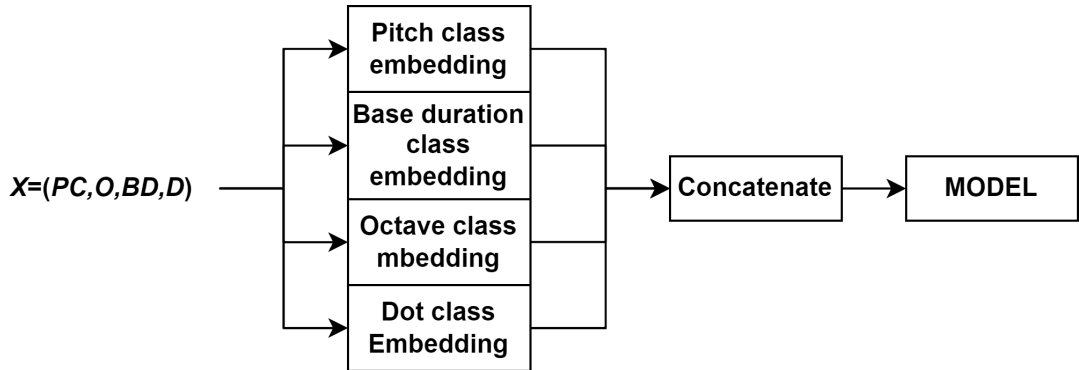 X=(PC,O,BD,D)
Pitch class
embedding
Base duration
class
embedding
Octave class
mbedding
Dot class
Embedding
Concatenate
MODEL